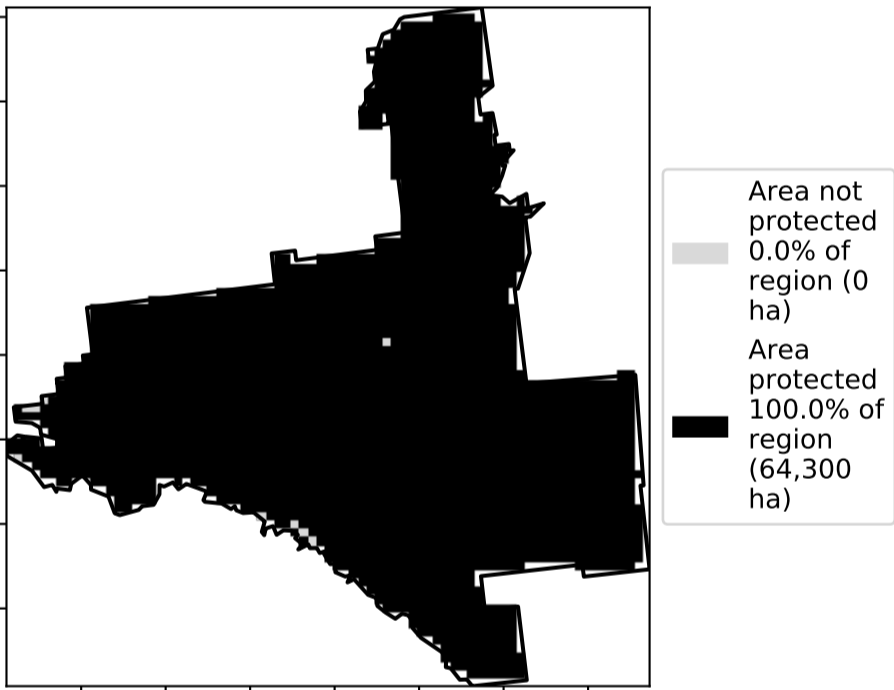 Area not
protected
0.0% of
region (0
ha)
Area
protected
100.0% of
region
(64,300
ha)